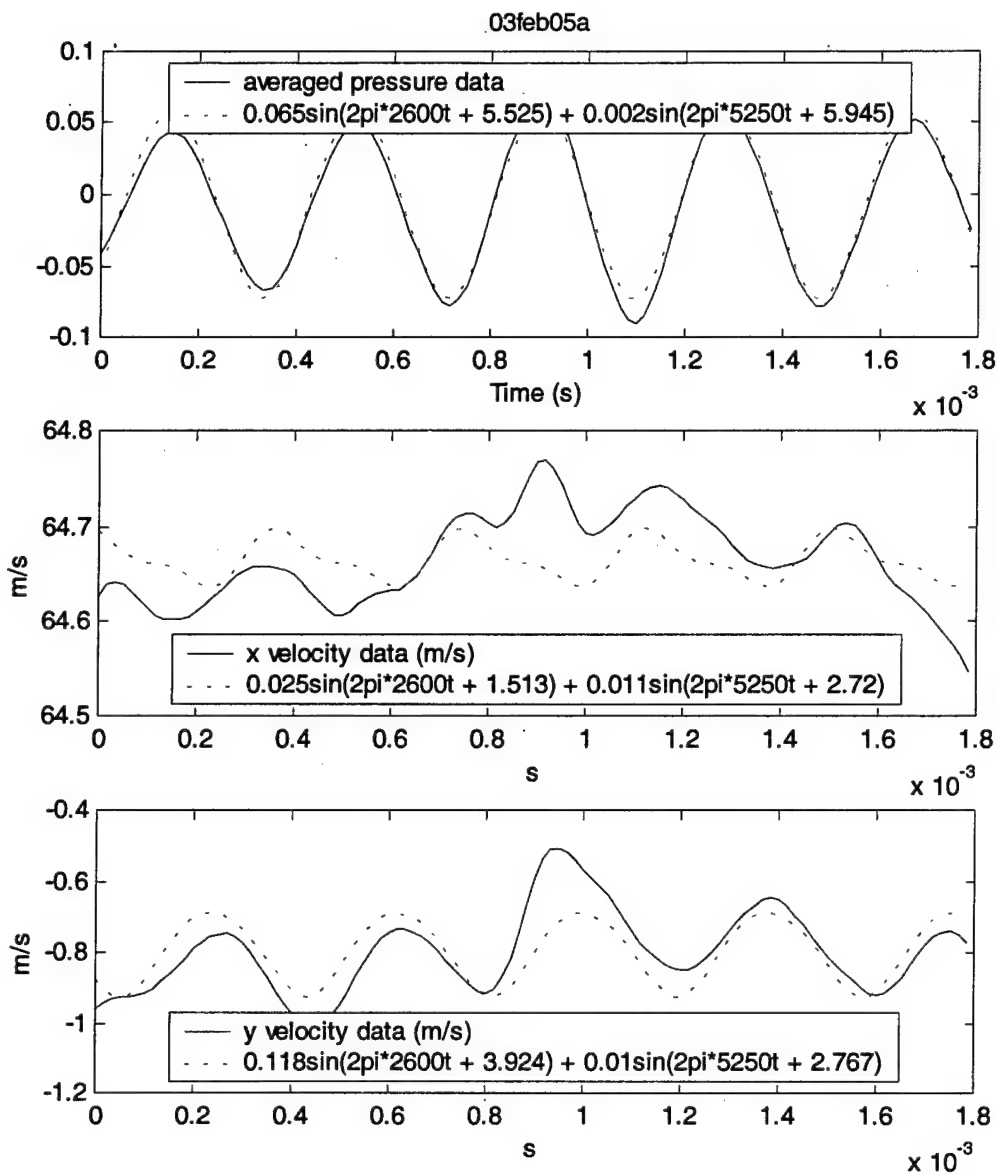 03feb05a
0.1
averaged pressure data
0.065sin(2pi*2600t + 5.525) + 0.002sin(2pi*5250t + 5.945)
0.05
0
-0.05
-0.1
0 0.2 0.4 0.6 0.8 1 1.2 1.4 1.6 1.8
Time (s)
x 10⁻³
64.8
64.7
m/s
64.6
x velocity data (m/s)
0.025sin(2pi*2600t + 1.513) + 0.011sin(2pi*5250t + 2.72)
64.5
0 0.2 0.4 0.6 0.8 1 1.2 1.4 1.6 1.8
s
x 10⁻³
-0.4
-0.6
m/s
-0.8
-1
y velocity data (m/s)
0.118sin(2pi*2600t + 3.924) + 0.01sin(2pi*5250t + 2.767)
-1.2
0 0.2 0.4 0.6 0.8 1 1.2 1.4 1.6 1.8
s
x 10⁻³